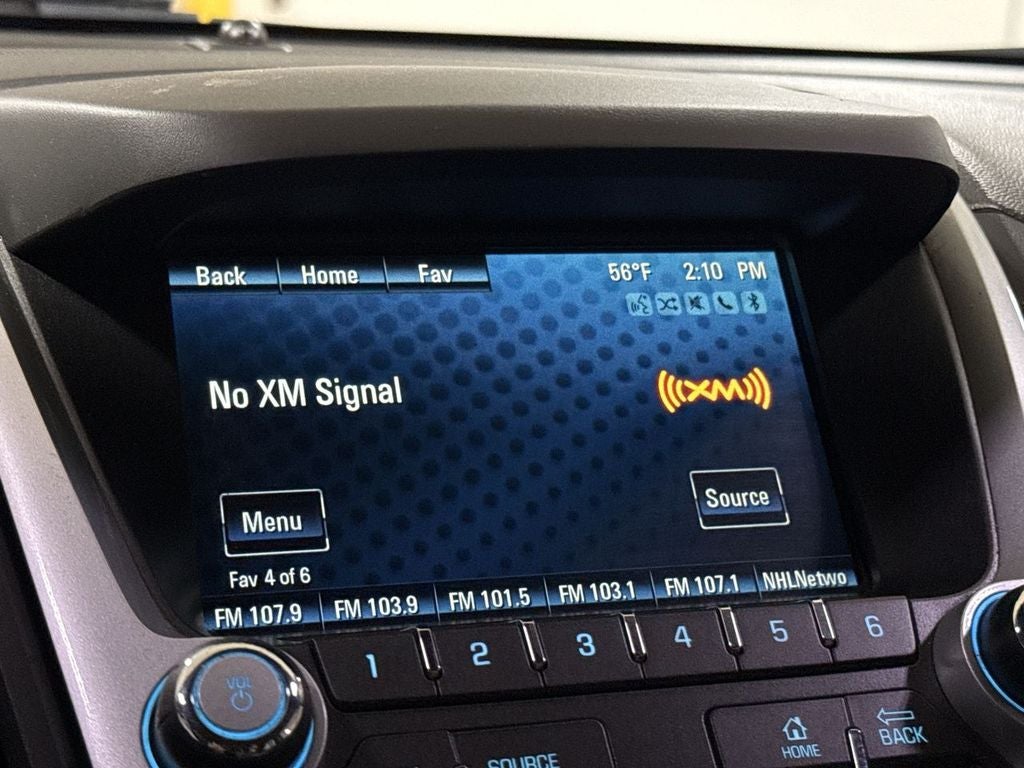 Back Home Fav 56°F 2:10 PM
No XM Signal
((XM))
Menu Source
Fav 4 of 6
FM 107.9 FM 103.9 FM 101.5 FM 103.1 FM 107.1 NHLNetwo
1 2 3 4 5 6
VOL
HOME BACK
SOURCE